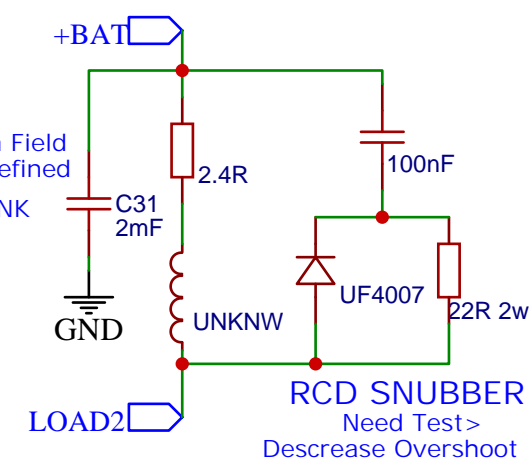 +BAT
Field
efined
NK
2.4R
100nF
C31
2mF
UF4007
22R 2w
GND
UNKNW
RCD SNUBBER
Need Test>
Descrease Overshoot
LOAD2